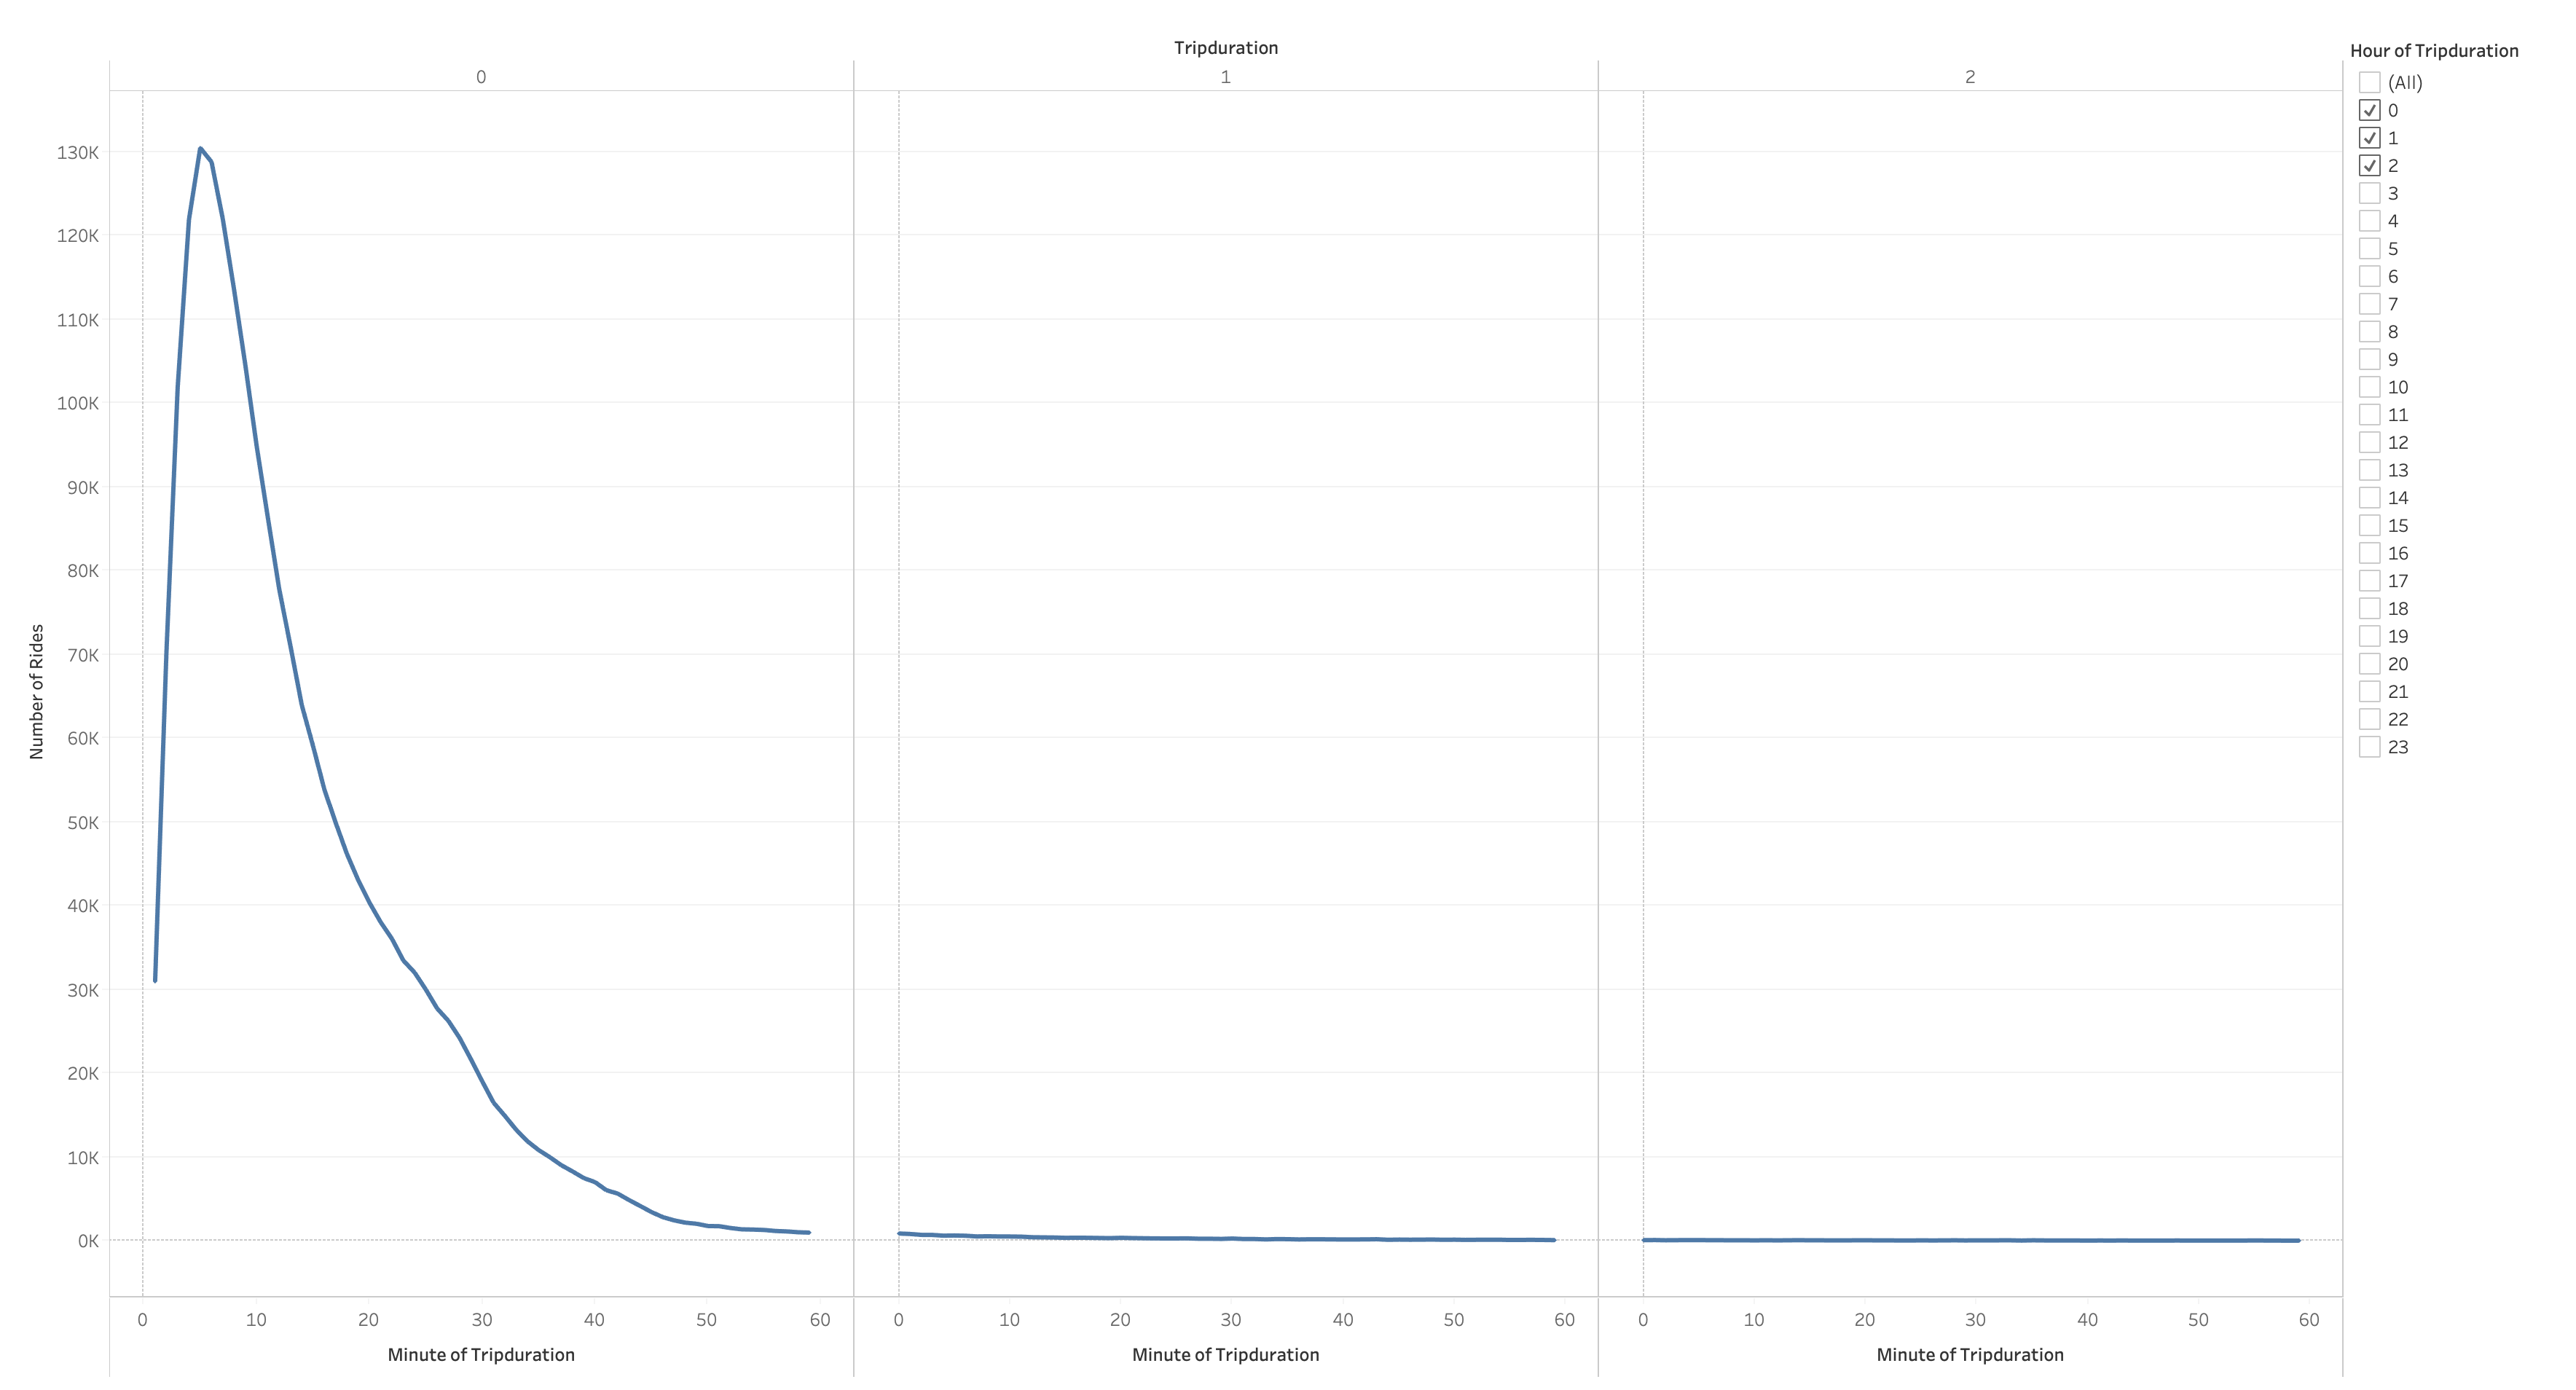 Tripduration
0 1 2
130K
120K
110K
100K
90K
80K
70K
60K
50K
40K
30K
20K
10K
0K
Number of Rides
0 10 20 30 40 50 60 0 10 20 30 40 50 60 0 10 20 30 40 50 60
Minute of Tripduration Minute of Tripduration Minute of Tripduration
Hour of Tripduration
(All)
0
1
2
3
4
5
6
7
8
9
10
11
12
13
14
15
16
17
18
19
20
21
22
23